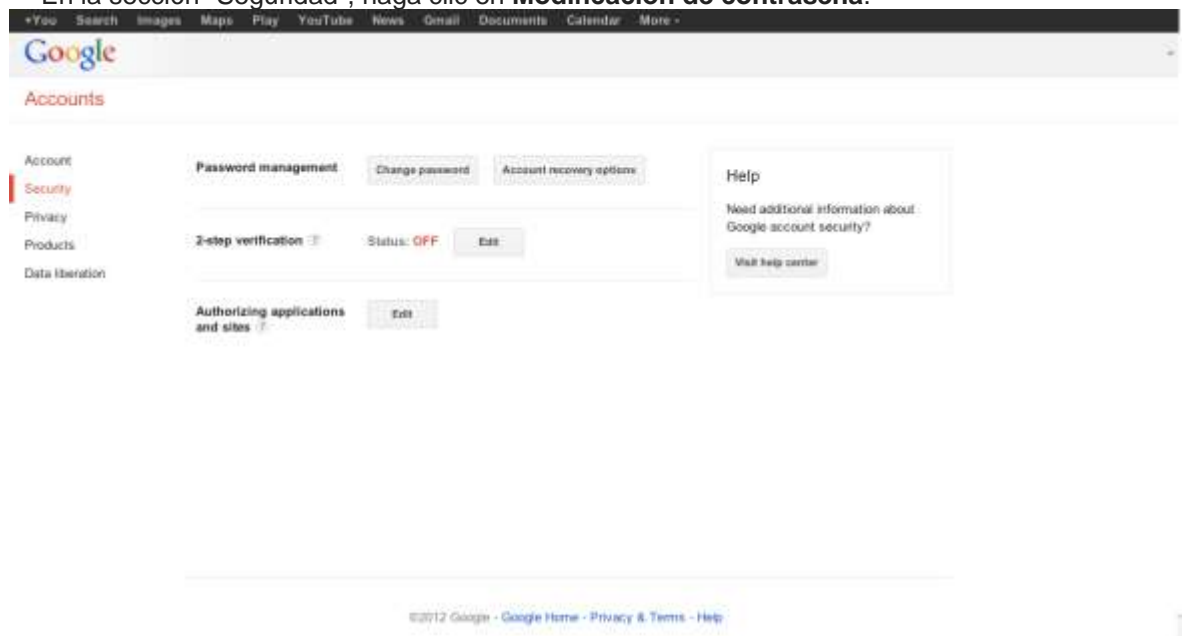 En la sección "Seguridad", haga clic en Modificación de contraseña.
+You Search Images Maps Play YouTube News Gmail Documents Calendar More
Google
Accounts
Account
Security
Privacy
Products
Data liberation
Password management Change password Account recovery options
2-step verification ? Status: OFF Edit
Authorizing applications
and sites ? Edit
Help
Need additional information about
Google account security?
Visit help center
©2012 Google - Google Home - Privacy & Terms - Help